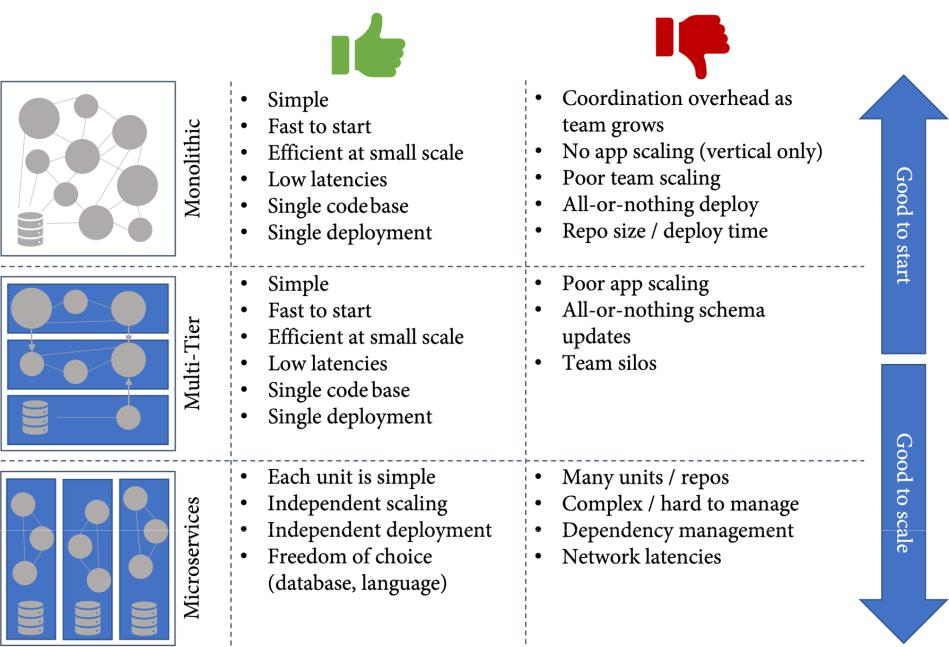 Monolithic
• Simple
• Fast to start
• Efficient at small scale
• Low latencies
• Single code base
• Single deployment
• Coordination overhead as
team grows
• No app scaling (vertical only)
• Poor team scaling
• All-or-nothing deploy
• Repo size / deploy time
Multi-Tier
• Simple
• Fast to start
• Efficient at small scale
• Low latencies
• Single code base
• Single deployment
• Poor app scaling
• All-or-nothing schema
updates
• Team silos
Microservices
• Each unit is simple
• Independent scaling
• Independent deployment
• Freedom of choice
(database, language)
• Many units / repos
• Complex / hard to manage
• Dependency management
• Network latencies
Good to start
Good to scale